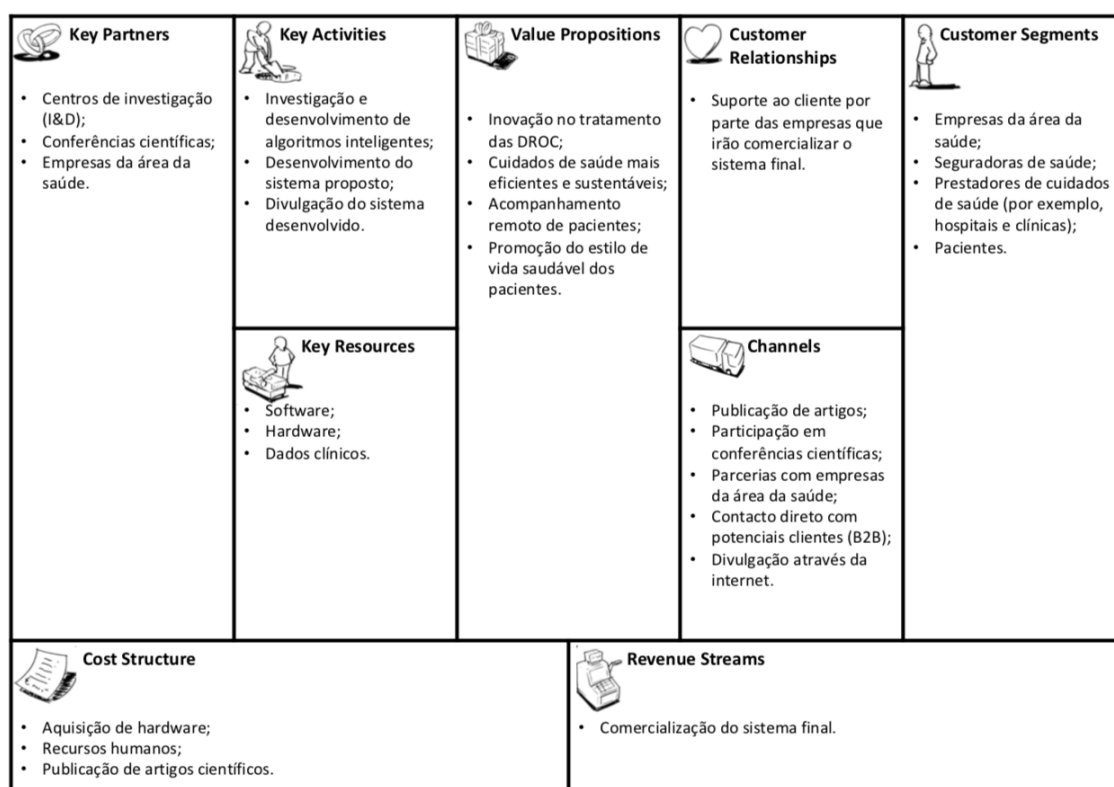 Key Partners
• Centros de investigação
(I&D);
• Conferências científicas;
• Empresas da área da
saúde.
Key Activities
• Investigação e
desenvolvimento de
algoritmos inteligentes;
• Desenvolvimento do
sistema proposto;
• Divulgação do sistema
desenvolvido.
Key Resources
• Software;
• Hardware;
• Dados clínicos.
Value Propositions
• Inovação no tratamento
das DROC;
• Cuidados de saúde mais
eficientes e sustentáveis;
• Acompanhamento
remoto de pacientes;
• Promoção do estilo de
vida saudável dos
pacientes.
Customer
Relationships
• Suporte ao cliente por
parte das empresas que
irão comercializar o
sistema final.
Channels
• Publicação de artigos;
• Participação em
conferências científicas;
• Parcerias com empresas
da área da saúde;
• Contacto direto com
potenciais clientes (B2B);
• Divulgação através da
internet.
Customer Segments
• Empresas da área da
saúde;
• Seguradoras de saúde;
• Prestadores de cuidados
de saúde (por exemplo,
hospitais e clínicas);
• Pacientes.
Cost Structure
• Aquisição de hardware;
• Recursos humanos;
• Publicação de artigos científicos.
Revenue Streams
• Comercialização do sistema final.